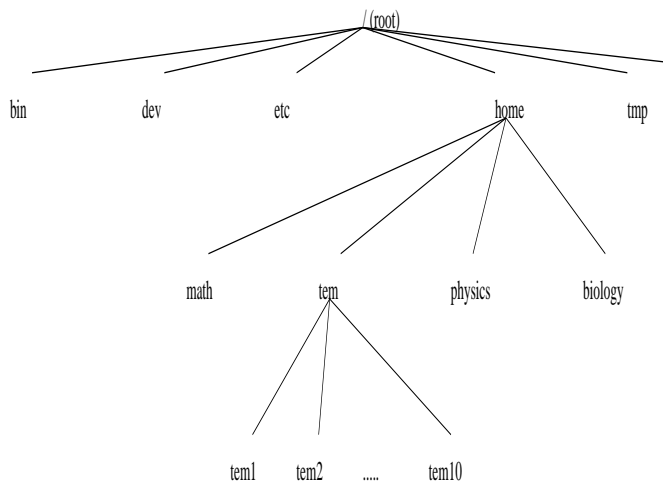 / (root)
bin dev etc home tmp
math tem physics biology
tem1 tem2 ..... tem10